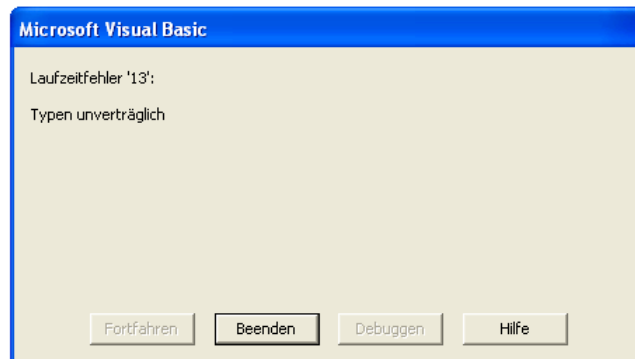 Microsoft Visual Basic
Laufzeitfehler '13':
Typen unverträglich
Fortfahren Beenden Debuggen Hilfe